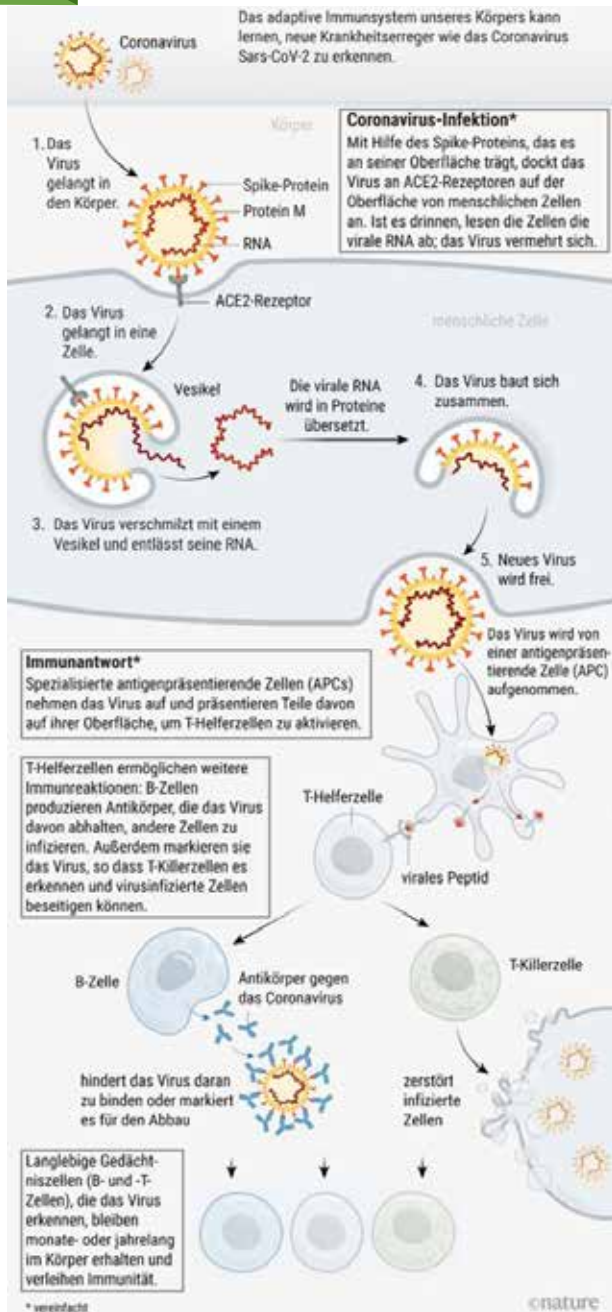 Das adaptive Immunsystem unseres Körpers kann
lernen, neue Krankheitserreger wie das Coronavirus
Sars-CoV-2 zu erkennen.
Coronavirus
Körper
Coronavirus-Infektion*
Mit Hilfe des Spike-Proteins, das es
an seiner Oberfläche trägt, dockt das
Virus an ACE2-Rezeptoren auf der
Oberfläche von menschlichen Zellen
an. Ist es drinnen, lesen die Zellen die
virale RNA ab; das Virus vermehrt sich.
1. Das
Virus
gelangt in
den Körper.
Spike-Protein
Protein M
RNA
ACE2-Rezeptor
menschliche Zelle
2. Das Virus
gelangt in eine
Zelle.
Vesikel
Die virale RNA
wird in Proteine
übersetzt.
4. Das Virus baut sich
zusammen.
3. Das Virus verschmilzt mit einem
Vesikel und entlässt seine RNA.
5. Neues Virus
wird frei.
Das Virus wird von
einer antigenpräsen-
tierende Zelle (APC)
aufgenommen.
Immunantwort*
Spezialisierte antigenpräsentierende Zellen (APCs)
nehmen das Virus auf und präsentieren Teile davon
auf ihrer Oberfläche, um T-Helferzellen zu aktivieren.
T-Helferzellen ermöglichen weitere
Immunreaktionen: B-Zellen
produzieren Antikörper, die das Virus
davon abhalten, andere Zellen zu
infizieren. Außerdem markieren sie
das Virus, so dass T-Killerzellen es
erkennen und virusinfizierte Zellen
beseitigen können.
T-Helferzelle
virales Peptid
B-Zelle
Antikörper gegen
das Coronavirus
T-Killerzelle
hindert das Virus daran
zu binden oder markiert
es für den Abbau
zerstört
infizierte
Zellen
Langlebige Gedächt-
niszellen (B- und -T-
Zellen), die das Virus
erkennen, bleiben
monate- oder jahrelang
im Körper erhalten und
verleihen Immunität.
* vereinfacht
©nature